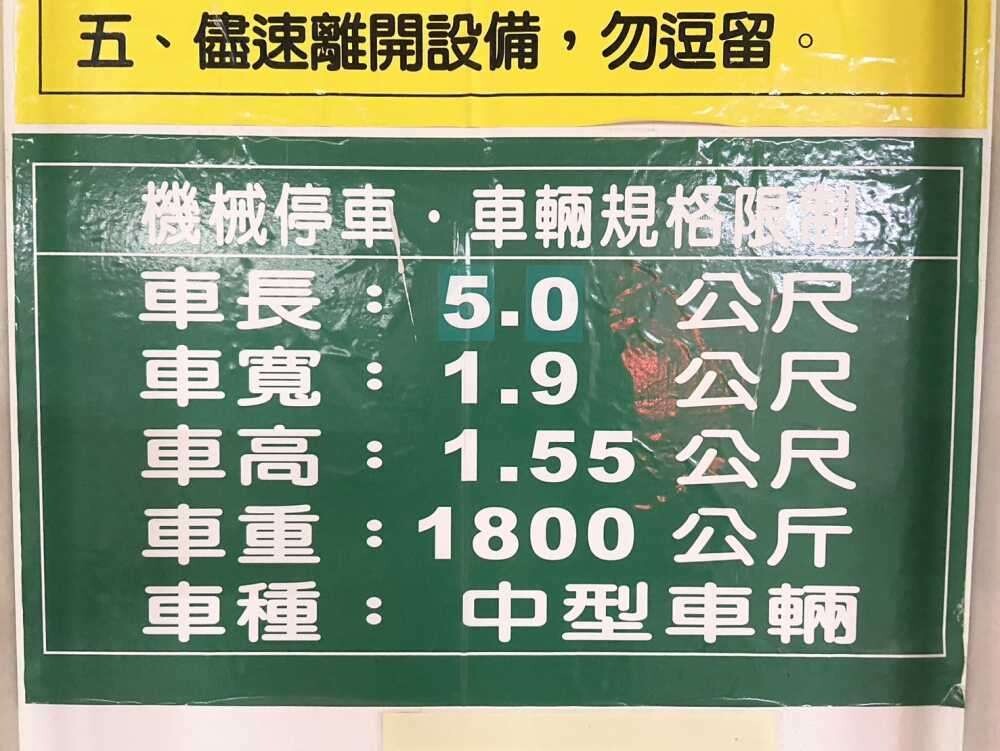 五、儘速離開設備，勿逗留。
機械停車・車輛規格限制
車長：5.0 公尺
車寬：1.9 公尺
車高：1.55 公尺
車重：1800 公斤
車種：中型車輛